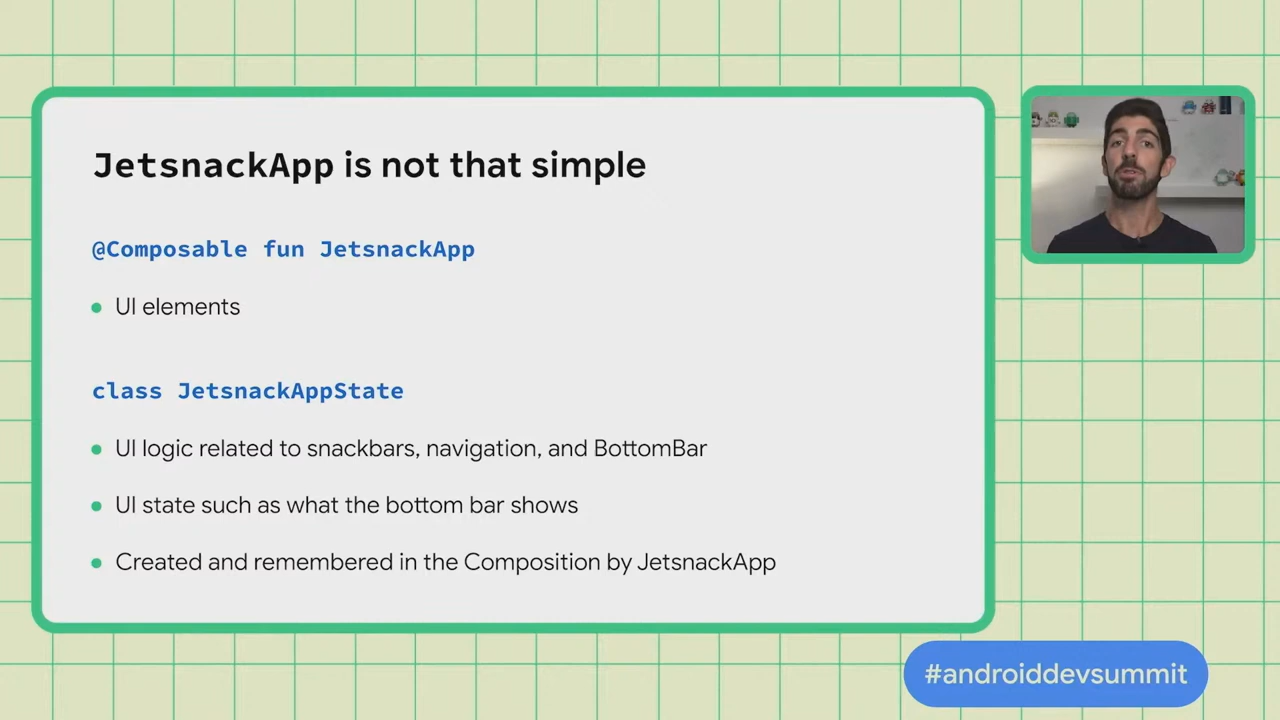 JetsnackApp is not that simple
@Composable fun JetsnackApp
UI elements
class JetsnackAppState
UI logic related to snackbars, navigation, and BottomBar
UI state such as what the bottom bar shows
Created and remembered in the Composition by JetsnackApp
#androiddevsummit